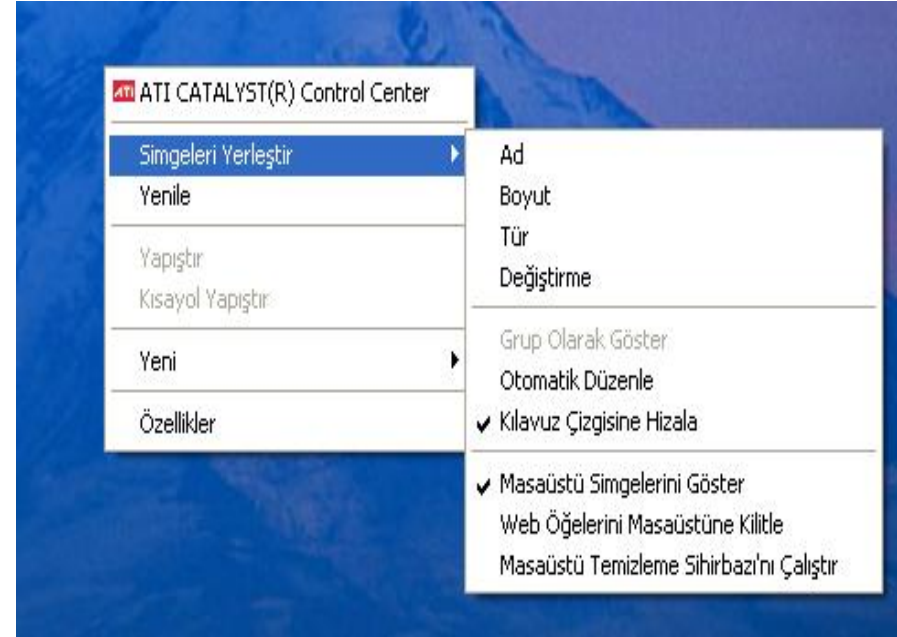 ATI ATI CATALYST(R) Control Center
Simgeleri Yerleştir
Yenile
Yapıştır
Kısayol Yapıştır
Yeni
Özellikler
Ad
Boyut
Tür
Değiştirme
Grup Olarak Göster
Otomatik Düzenle
Kılavuz Çizgisine Hizala
Masaüstü Simgelerini Göster
Web Öğelerini Masaüstüne Kilitle
Masaüstü Temizleme Sihirbazı'nı Çalıştır